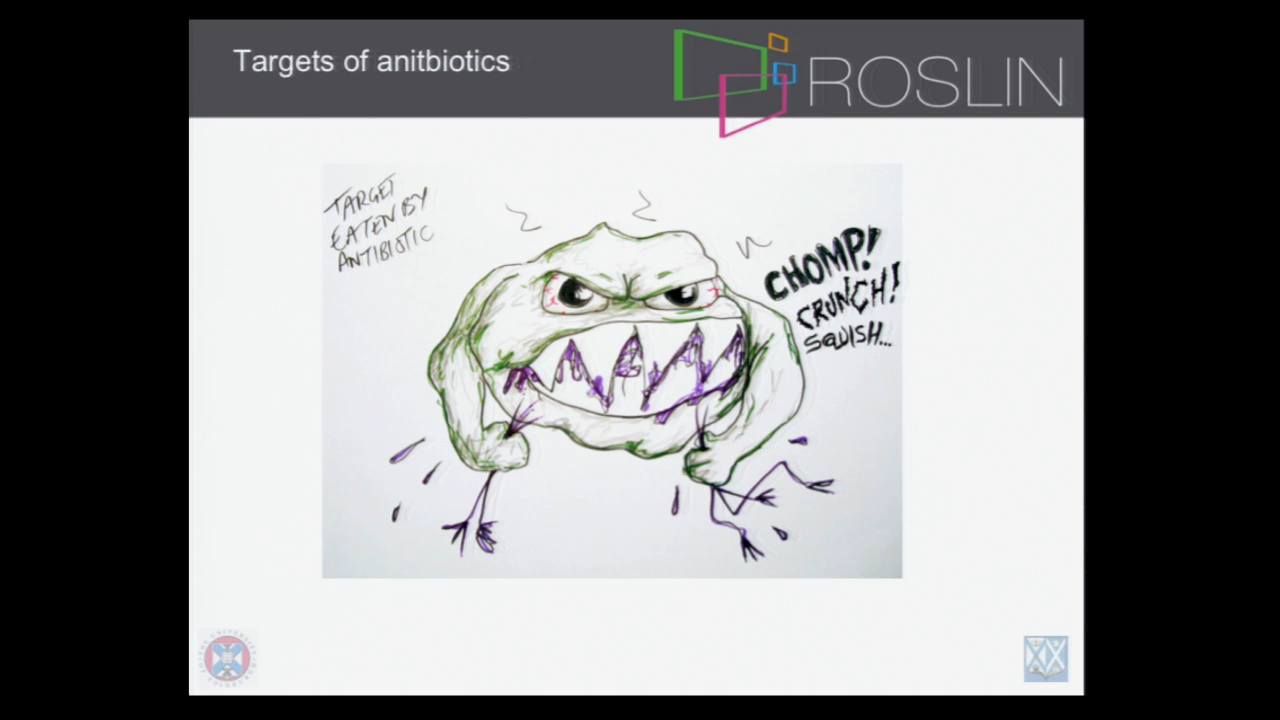 Targets of anitbiotics
ROSLIN
TARGET
EATEN BY
ANTIBIOTIC
CHOMP!
CRUNCH!
SQUISH...